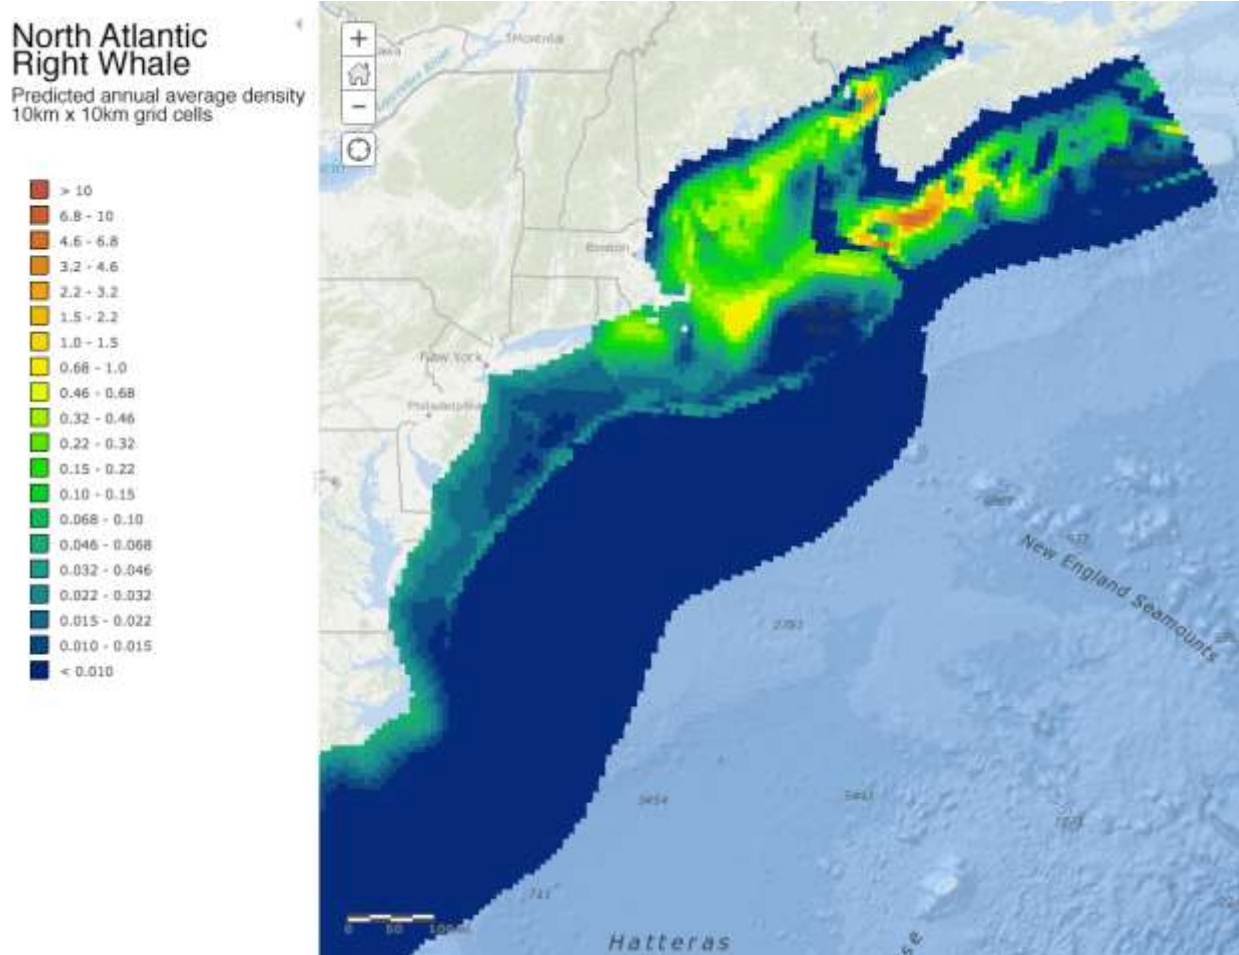 North Atlantic
Right Whale
Predicted annual average density
10km x 10km grid cells
> 10
6.8 - 10
4.6 - 6.8
3.2 - 4.6
2.2 - 3.2
1.5 - 2.2
1.0 - 1.5
0.68 - 1.0
0.46 - 0.68
0.32 - 0.46
0.22 - 0.32
0.15 - 0.22
0.10 - 0.15
0.068 - 0.10
0.046 - 0.068
0.032 - 0.046
0.022 - 0.032
0.015 - 0.022
0.010 - 0.015
< 0.010
+
−
Boston
New York
Philadelphia
New England Seamounts
Hatteras
0 50